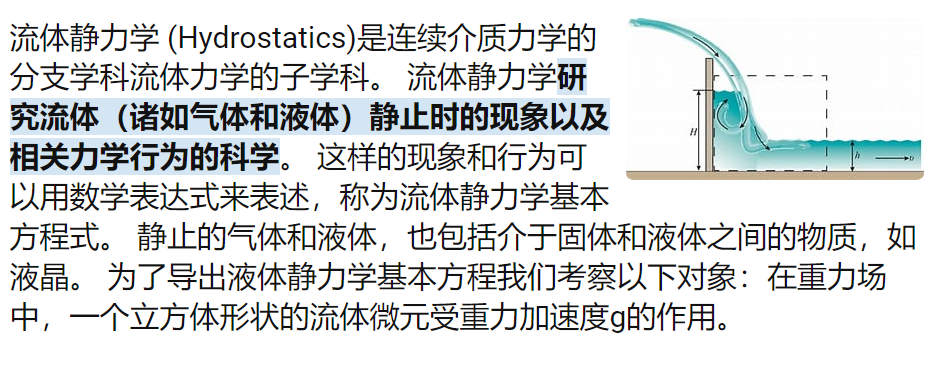 流体静力学 (Hydrostatics)是连续介质力学的
分支学科流体力学的子学科。 流体静力学研
究流体（诸如气体和液体）静止时的现象以及
相关力学行为的科学。 这样的现象和行为可
以用数学表达式来表述，称为流体静力学基本
方程式。 静止的气体和液体，也包括介于固体和液体之间的物质，如
液晶。 为了导出液体静力学基本方程我们考察以下对象：在重力场
中，一个立方体形状的流体微元受重力加速度g的作用。
H
h
υ